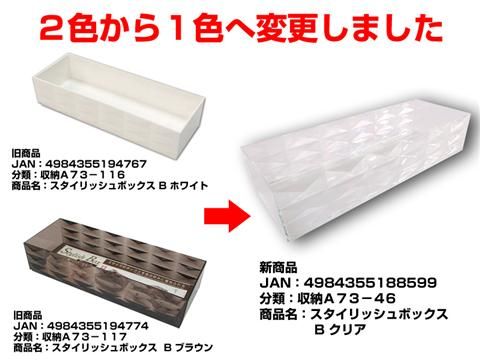 ２色から１色へ変更しました
旧商品
JAN：4984355194767
分類：収納A７３－１１６
商品名：スタイリッシュボックス B ホワイト
Stylish Box
旧商品
JAN：4984355194774
分類：収納A７３－１１７
商品名：スタイリッシュボックス B ブラウン
新商品
JAN：4984355188599
分類：収納A７３－４６
商品名：スタイリッシュボックス
B クリア